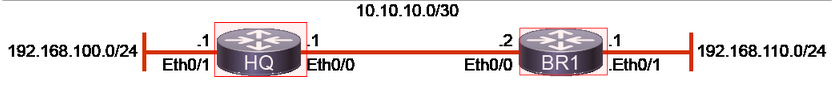 10.10.10.0/30
192.168.100.0/24
.1
Eth0/1
HQ
.1
Eth0/0
.2
Eth0/0
BR1
.1
.Eth0/1
192.168.110.0/24